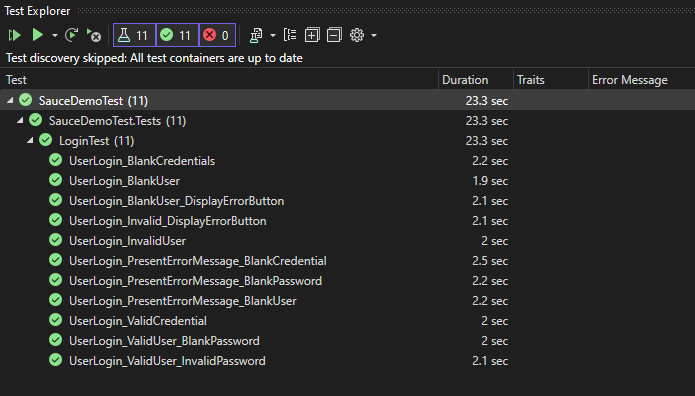 Test Explorer
11 11 0
Test discovery skipped: All test containers are up to date
Test Duration Traits Error Message
SauceDemoTest (11) 23.3 sec
SauceDemoTest.Tests (11) 23.3 sec
LoginTest (11) 23.3 sec
UserLogin_BlankCredentials 2.2 sec
UserLogin_BlankUser 1.9 sec
UserLogin_BlankUser_DisplayErrorButton 2.1 sec
UserLogin_Invalid_DisplayErrorButton 2.1 sec
UserLogin_InvalidUser 2 sec
UserLogin_PresentErrorMessage_BlankCredential 2.5 sec
UserLogin_PresentErrorMessage_BlankPassword 2.2 sec
UserLogin_PresentErrorMessage_BlankUser 2.2 sec
UserLogin_ValidCredential 2 sec
UserLogin_ValidUser_BlankPassword 2 sec
UserLogin_ValidUser_InvalidPassword 2.1 sec